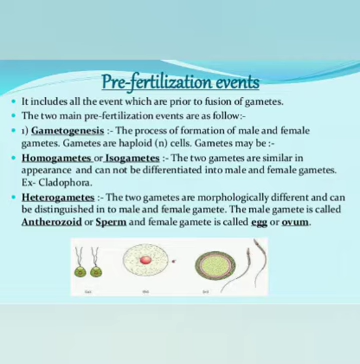 Pre-fertilization events
It includes all the event which are prior to fusion of gametes.
The two main pre-fertilization events are as follow:-
1) Gametogenesis :- The process of formation of male and female
gametes. Gametes are haploid (n) cells. Gametes may be :-
Homogametes or Isogametes :- The two gametes are similar in
appearance and can not be differentiated into male and female gametes.
Ex- Cladophora.
Heterogametes :- The two gametes are morphologically different and can
be distinguished in to male and female gamete. The male gamete is called
Antherozoid or Sperm and female gamete is called egg or ovum.